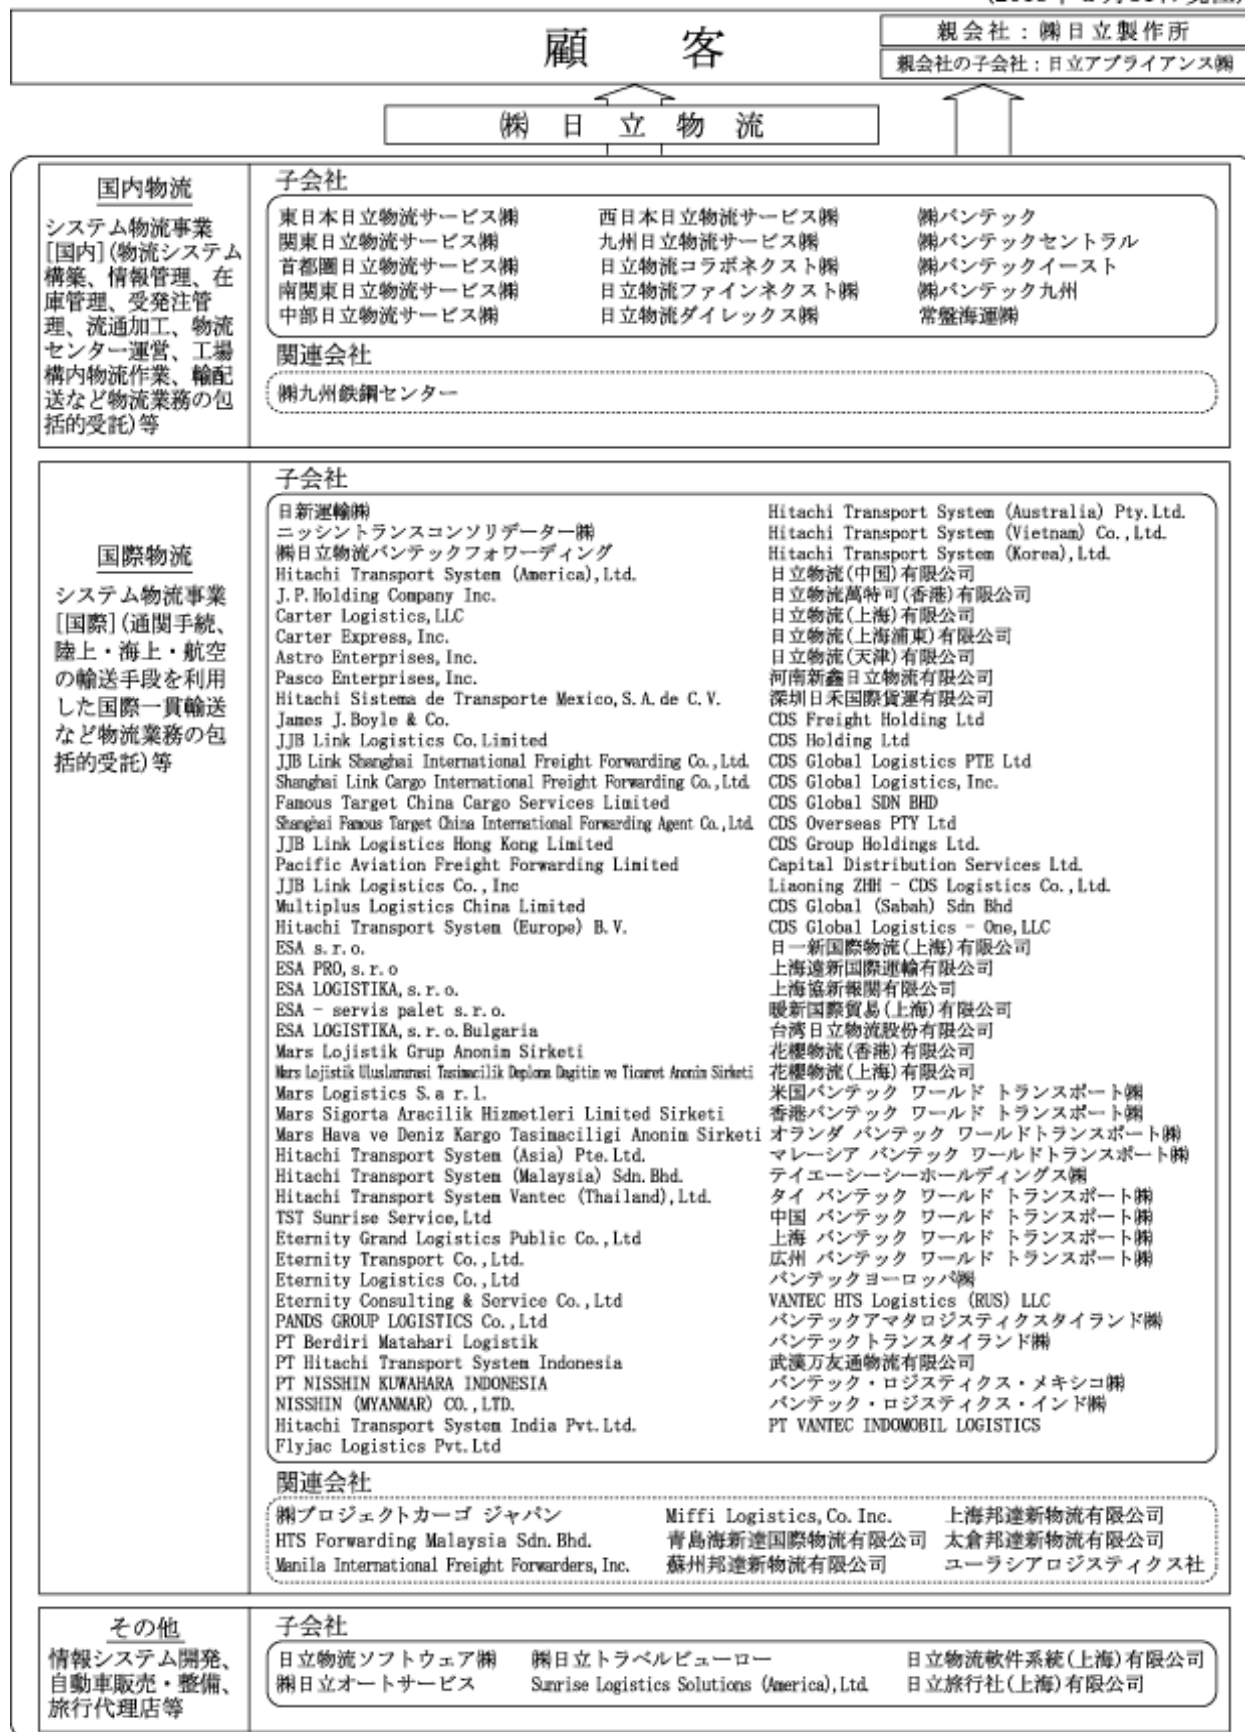 顧客
親会社：㈱日立製作所
親会社の子会社：日立アプライアンス㈱
㈱日立物流
国内物流
システム物流事業
[国内](物流システム
構築、情報管理、在
庫管理、受発注管
理、流通加工、物流
センター運営、工場
構内物流作業、輸配
送など物流業務の包
括的受託)等
子会社
東日本日立物流サービス㈱ 西日本日立物流サービス㈱ ㈱バンテック
関東日立物流サービス㈱ 九州日立物流サービス㈱ ㈱バンテックセントラル
首都圏日立物流サービス㈱ 日立物流コラボネクスト㈱ ㈱バンテックイースト
南関東日立物流サービス㈱ 日立物流ファインネクスト㈱ ㈱バンテック九州
中部日立物流サービス㈱ 日立物流ダイレックス㈱ 常盤海運㈱
関連会社
㈱九州鉄鋼センター
国際物流
システム物流事業
[国際](通関手続、
陸上・海上・航空
の輸送手段を利用
した国際一貫輸送
など物流業務の包
括的受託)等
子会社
日新運輸㈱ Hitachi Transport System (Australia) Pty.Ltd.
ニッシントランスコンソリデーター㈱ Hitachi Transport System (Vietnam) Co.,Ltd.
㈱日立物流バンテックフォワーディング Hitachi Transport System (Korea),Ltd.
Hitachi Transport System (America),Ltd. 日立物流(中国)有限公司
J.P.Holding Company Inc. 日立物流萬特可(香港)有限公司
Carter Logistics,LLC 日立物流(上海)有限公司
Carter Express,Inc. 日立物流(上海浦東)有限公司
Astro Enterprises,Inc. 日立物流(天津)有限公司
Pasco Enterprises,Inc. 河南新鑫日立物流有限公司
Hitachi Sistema de Transporte Mexico,S.A.de C.V. 深圳日禾国際貨運有限公司
James J.Boyle & Co. CDS Freight Holding Ltd
JJB Link Logistics Co.Limited CDS Holding Ltd
JJB Link Shanghai International Freight Forwarding Co.,Ltd. CDS Global Logistics PTE Ltd
Shanghai Link Cargo International Freight Forwarding Co.,Ltd. CDS Global Logistics,Inc.
Famous Target China Cargo Services Limited CDS Global SDN BHD
Shanghai Famous Target China International Forwarding Agent Co.,Ltd. CDS Overseas PTY Ltd
JJB Link Logistics Hong Kong Limited CDS Group Holdings Ltd.
Pacific Aviation Freight Forwarding Limited Capital Distribution Services Ltd.
JJB Link Logistics Co.,Inc Liaoning ZHH - CDS Logistics Co.,Ltd.
Multiplus Logistics China Limited CDS Global (Sabah) Sdn Bhd
Hitachi Transport System (Europe) B.V. CDS Global Logistics - One,LLC
ESA s.r.o. 日一新国際物流(上海)有限公司
ESA PRO,s.r.o 上海遠新国際運輸有限公司
ESA LOGISTIKA,s.r.o. 上海協新報関有限公司
ESA - servis palet s.r.o. 暖新国際貿易(上海)有限公司
ESA LOGISTIKA,s.r.o.Bulgaria 台湾日立物流股份有限公司
Mars Lojistik Grup Anonim Sirketi 花櫻物流(香港)有限公司
Mars Lojistik Uluslararasi Tasimacilik Depolama Dagitim ve Ticaret Anonim Sirketi 花櫻物流(上海)有限公司
Mars Logistics S.a r.l. 米国バンテック ワールド トランスポート㈱
Mars Sigorta Aracilik Hizmetleri Limited Sirketi 香港バンテック ワールド トランスポート㈱
Mars Hava ve Deniz Kargo Tasimaciligi Anonim Sirketi オランダ バンテック ワールドトランスポート㈱
Hitachi Transport System (Asia) Pte.Ltd. マレーシア バンテック ワールドトランスポート㈱
Hitachi Transport System (Malaysia) Sdn.Bhd. テイエーシーシーホールディングス㈱
Hitachi Transport System Vantec (Thailand),Ltd. タイ バンテック ワールド トランスポート㈱
TST Sunrise Service,Ltd 中国 バンテック ワールド トランスポート㈱
Eternity Grand Logistics Public Co.,Ltd 上海 バンテック ワールド トランスポート㈱
Eternity Transport Co.,Ltd. 広州 バンテック ワールド トランスポート㈱
Eternity Logistics Co.,Ltd バンテックヨーロッパ㈱
Eternity Consulting & Service Co.,Ltd VANTEC HTS Logistics (RUS) LLC
PANDS GROUP LOGISTICS Co.,Ltd バンテックアマタロジスティクスタイランド㈱
PT Berdiri Matahari Logistik バンテックトランスタイランド㈱
PT Hitachi Transport System Indonesia 武漢万友通物流有限公司
PT NISSHIN KUWAHARA INDONESIA バンテック・ロジスティクス・メキシコ㈱
NISSHIN (MYANMAR) CO.,LTD. バンテック・ロジスティクス・インド㈱
Hitachi Transport System India Pvt.Ltd. PT VANTEC INDOMOBIL LOGISTICS
Flyjac Logistics Pvt.Ltd
関連会社
㈱プロジェクトカーゴ ジャパン Miffi Logistics,Co.Inc. 上海邦達新物流有限公司
HTS Forwarding Malaysia Sdn.Bhd. 青島海新達国際物流有限公司 太倉邦達新物流有限公司
Manila International Freight Forwarders,Inc. 蘇州邦達新物流有限公司 ユーラシアロジスティクス社
その他
情報システム開発、
自動車販売・整備、
旅行代理店等
子会社
日立物流ソフトウェア㈱ ㈱日立トラベルビューロー 日立物流軟件系統(上海)有限公司
㈱日立オートサービス Sunrise Logistics Solutions (America),Ltd. 日立旅行社(上海)有限公司